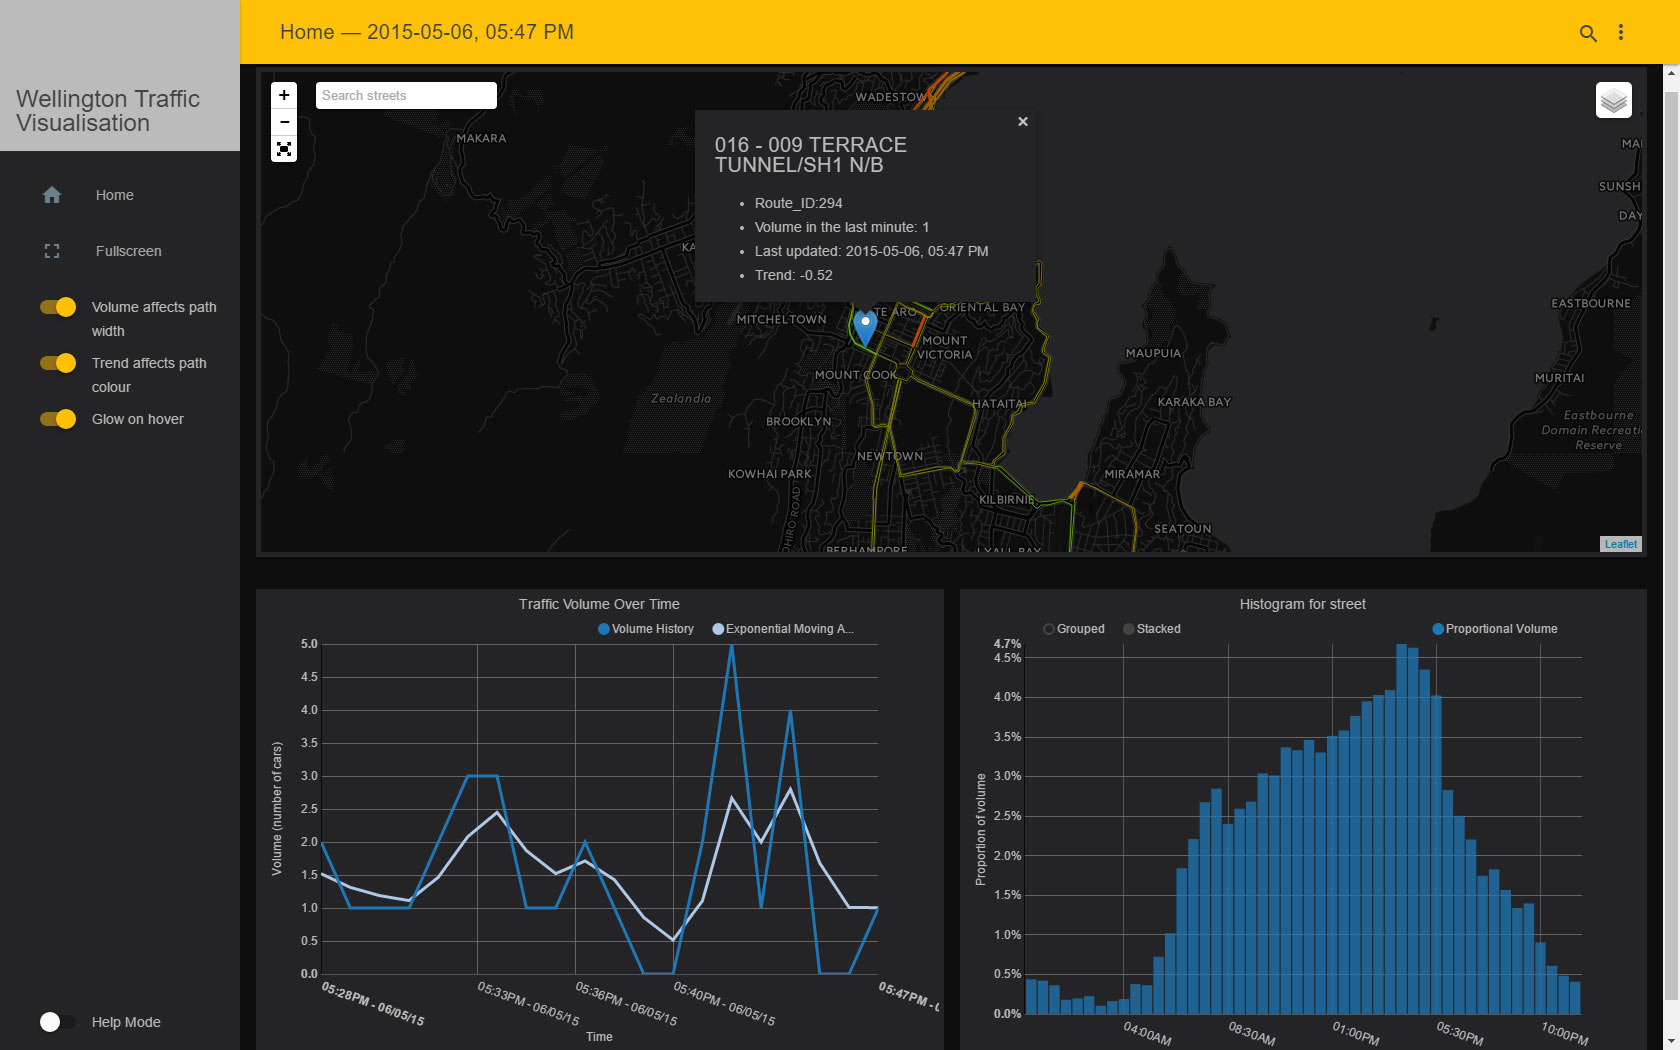 Home — 2015-05-06, 05:47 PM
Wellington Traffic
Visualisation
Home
Fullscreen
Volume affects path
width
Trend affects path
colour
Glow on hover
Help Mode
+
−
Search streets
WADESTOW
MAKARA
016 - 009 TERRACE
TUNNEL/SH1 N/B
×
Route_ID:294
Volume in the last minute: 1
Last updated: 2015-05-06, 05:47 PM
Trend: -0.52
MA
SUNSH
DAY
KA
EASTBOURNE
ORIENTAL BAY
TE ARO
MITCHELTOWN
MOUNT
VICTORIA
MAUPUIA
MOUNT COOK
MURITAI
Zealandia
HATAITAI
KARAKA BAY
BROOKLYN
Eastbourne
Domain Recreati
Reserve
NEWTOWN
KOWHAI PARK
MIRAMAR
KILBIRNIE
OHIRO ROAD
SEATOUN
BERHAMPORE
LYALL BAY
Leaflet
Traffic Volume Over Time
Volume History
Exponential Moving A...
5.0
4.5
4.0
3.5
3.0
2.5
2.0
1.5
1.0
0.5
0.0
Volume (number of cars)
05:28PM - 06/05/15
05:33PM - 06/05/15
05:36PM - 06/05/15
05:40PM - 06/05/15
05:47PM - 0
Time
Histogram for street
Grouped
Stacked
Proportional Volume
4.7%
4.5%
4.0%
3.5%
3.0%
2.5%
2.0%
1.5%
1.0%
0.5%
0.0%
Proportion of volume
04:00AM
08:30AM
01:00PM
05:30PM
10:00PM